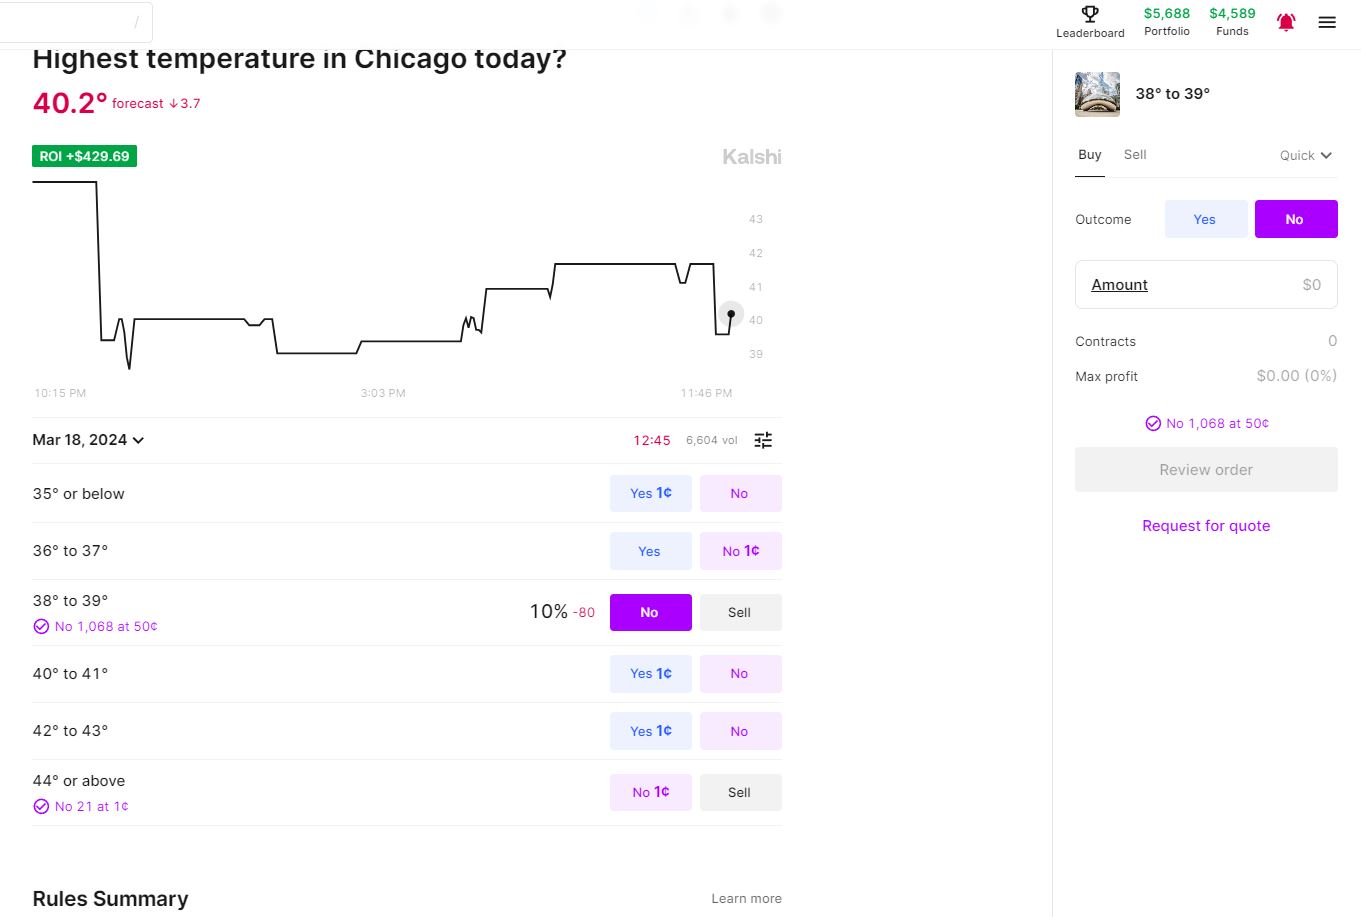 /
Leaderboard
$5,688
Portfolio
$4,589
Funds
Highest temperature in Chicago today?
40.2° forecast ↓3.7
ROI +$429.69
Kalshi
43
42
41
40
39
10:15 PM
3:03 PM
11:46 PM
Mar 18, 2024
12:45
6,604 vol
35° or below
Yes 1¢
No
36° to 37°
Yes
No 1¢
38° to 39°
No 1,068 at 50¢
10% -80
No
Sell
40° to 41°
Yes 1¢
No
42° to 43°
Yes 1¢
No
44° or above
No 21 at 1¢
No 1¢
Sell
Rules Summary
Learn more
38° to 39°
Buy
Sell
Quick
Outcome
Yes
No
Amount
$0
Contracts
0
Max profit
$0.00 (0%)
No 1,068 at 50¢
Review order
Request for quote